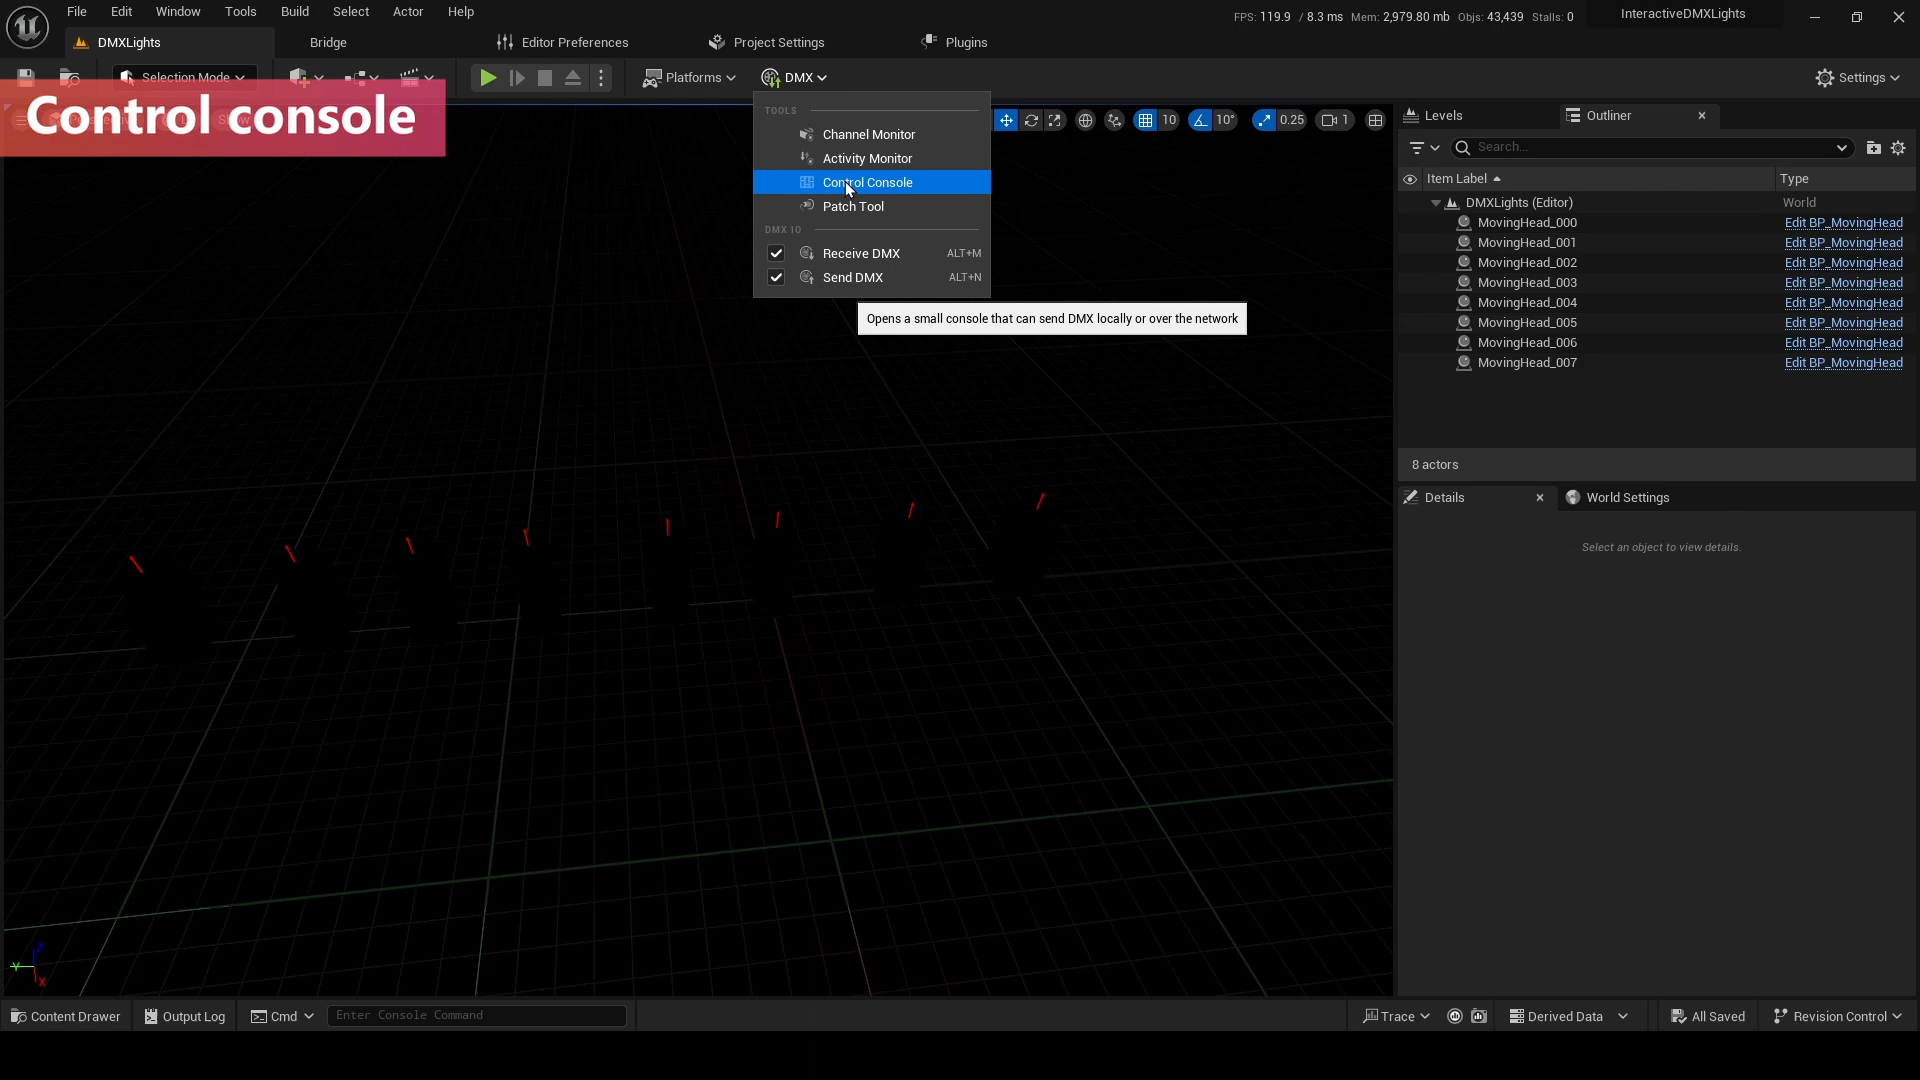 File Edit Window Tools Build Select Actor Help
FPS: 119.9 / 8.3 ms Mem: 2,979.80 mb Objs: 43,439 Stalls: 0
InteractiveDMXLights
DMXLights
Bridge
Editor Preferences
Project Settings
Plugins
Selection Mode
Platforms
DMX
Settings
Control console
TOOLS
Channel Monitor
Activity Monitor
Control Console
Patch Tool
DMX IO
Receive DMX ALT+M
Send DMX ALT+N
Opens a small console that can send DMX locally or over the network
10
10°
0.25
1
Levels
Outliner
Search...
Item Label Type
DMXLights (Editor) World
MovingHead_000 Edit BP_MovingHead
MovingHead_001 Edit BP_MovingHead
MovingHead_002 Edit BP_MovingHead
MovingHead_003 Edit BP_MovingHead
MovingHead_004 Edit BP_MovingHead
MovingHead_005 Edit BP_MovingHead
MovingHead_006 Edit BP_MovingHead
MovingHead_007 Edit BP_MovingHead
8 actors
Details
World Settings
Select an object to view details.
Z
Y
X
Content Drawer
Output Log
Cmd
Enter Console Command
Trace
Derived Data
All Saved
Revision Control